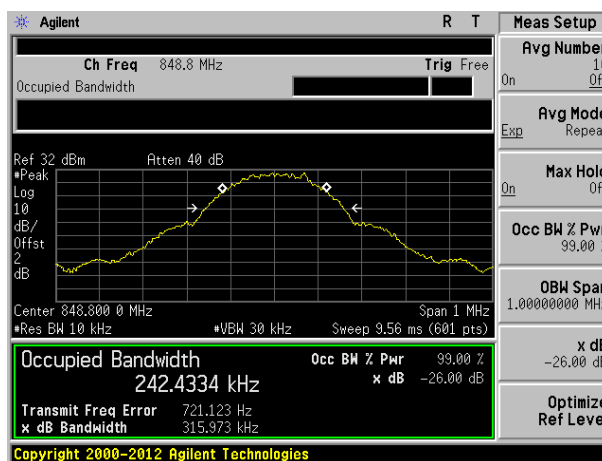 Agilent R T Meas Setup
Ch Freq 848.8 MHz Trig Free
Occupied Bandwidth
Ref 32 dBm Atten 40 dB
#Peak
Log
10
dB/
Offst
2
dB
Center 848.800 0 MHz Span 1 MHz
#Res BW 10 kHz #VBW 30 kHz Sweep 9.56 ms (601 pts)
Occupied Bandwidth Occ BW % Pwr 99.00 %
242.4334 kHz x dB -26.00 dB
Transmit Freq Error 721.123 Hz
x dB Bandwidth 315.973 kHz
Copyright 2000-2012 Agilent Technologies
Avg Number
10
On Of
Avg Mode
Exp Repea
Max Hold
On Of
Occ BW % Pwr
99.00
OBW Span
1.00000000 MH
x dB
-26.00 d
Optimize
Ref Level